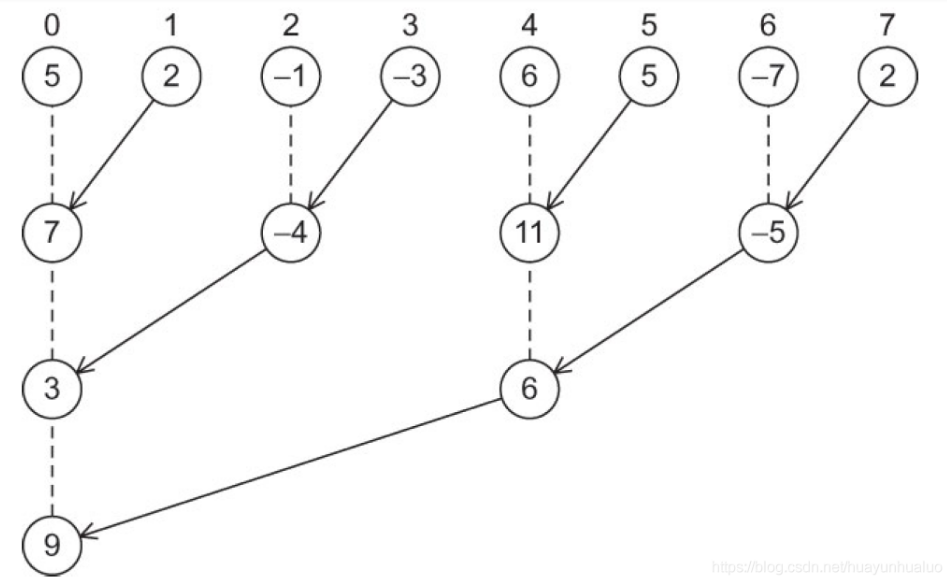 0 1 2 3 4 5 6 7
5 2 –1 –3 6 5 –7 2
7 –4 11 –5
3 6
9
https://blog.csdn.net/huayunhualuo